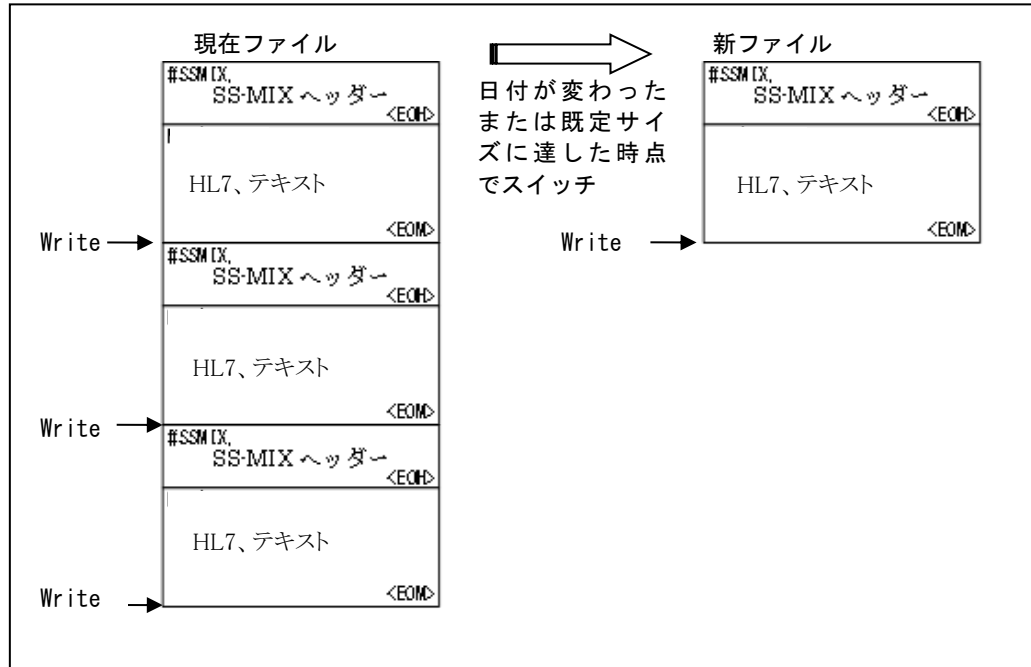 現在ファイル
#SSMIX,
SS-MIX ヘッダー
<EOH>
HL7、テキスト
<EOM>
Write
#SSMIX,
SS-MIX ヘッダー
<EOH>
HL7、テキスト
<EOM>
Write
#SSMIX,
SS-MIX ヘッダー
<EOH>
HL7、テキスト
<EOM>
Write
日付が変わった
または既定サイ
ズに達した時点
でスイッチ
新ファイル
#SSMIX,
SS-MIX ヘッダー
<EOH>
HL7、テキスト
<EOM>
Write